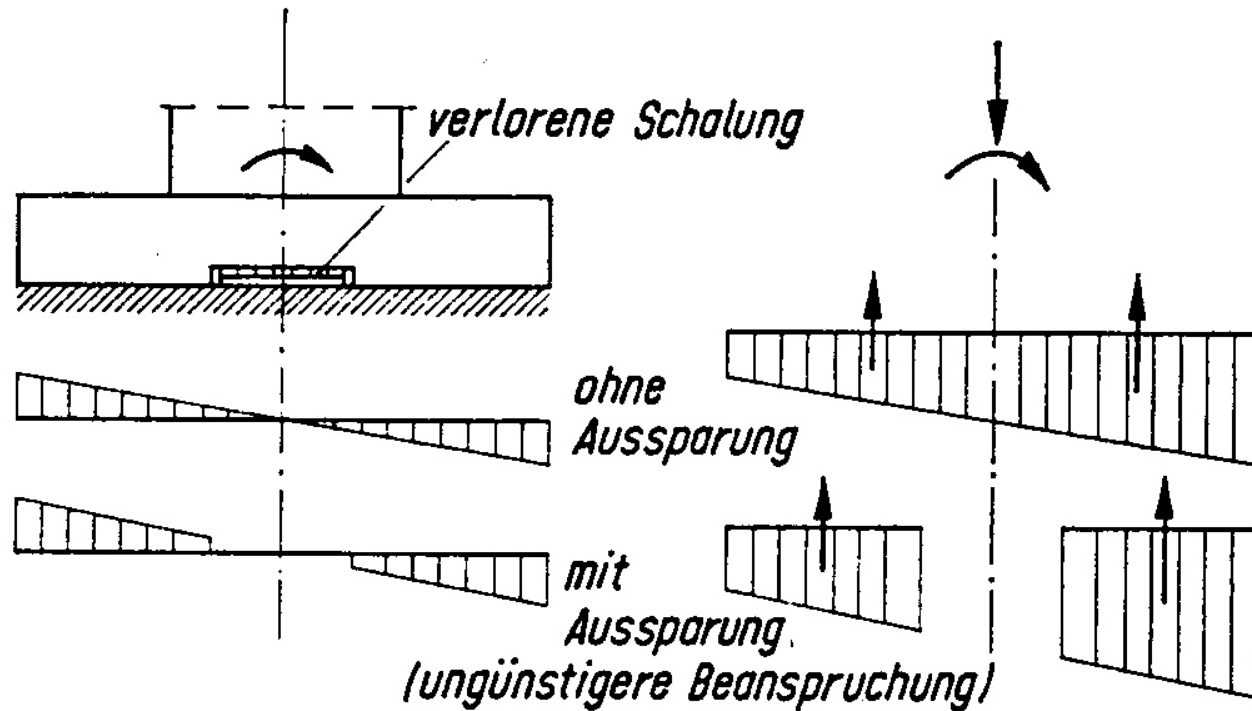 verlorene Schalung
ohne
Aussparung
mit
Aussparung
(ungünstigere Beanspruchung)